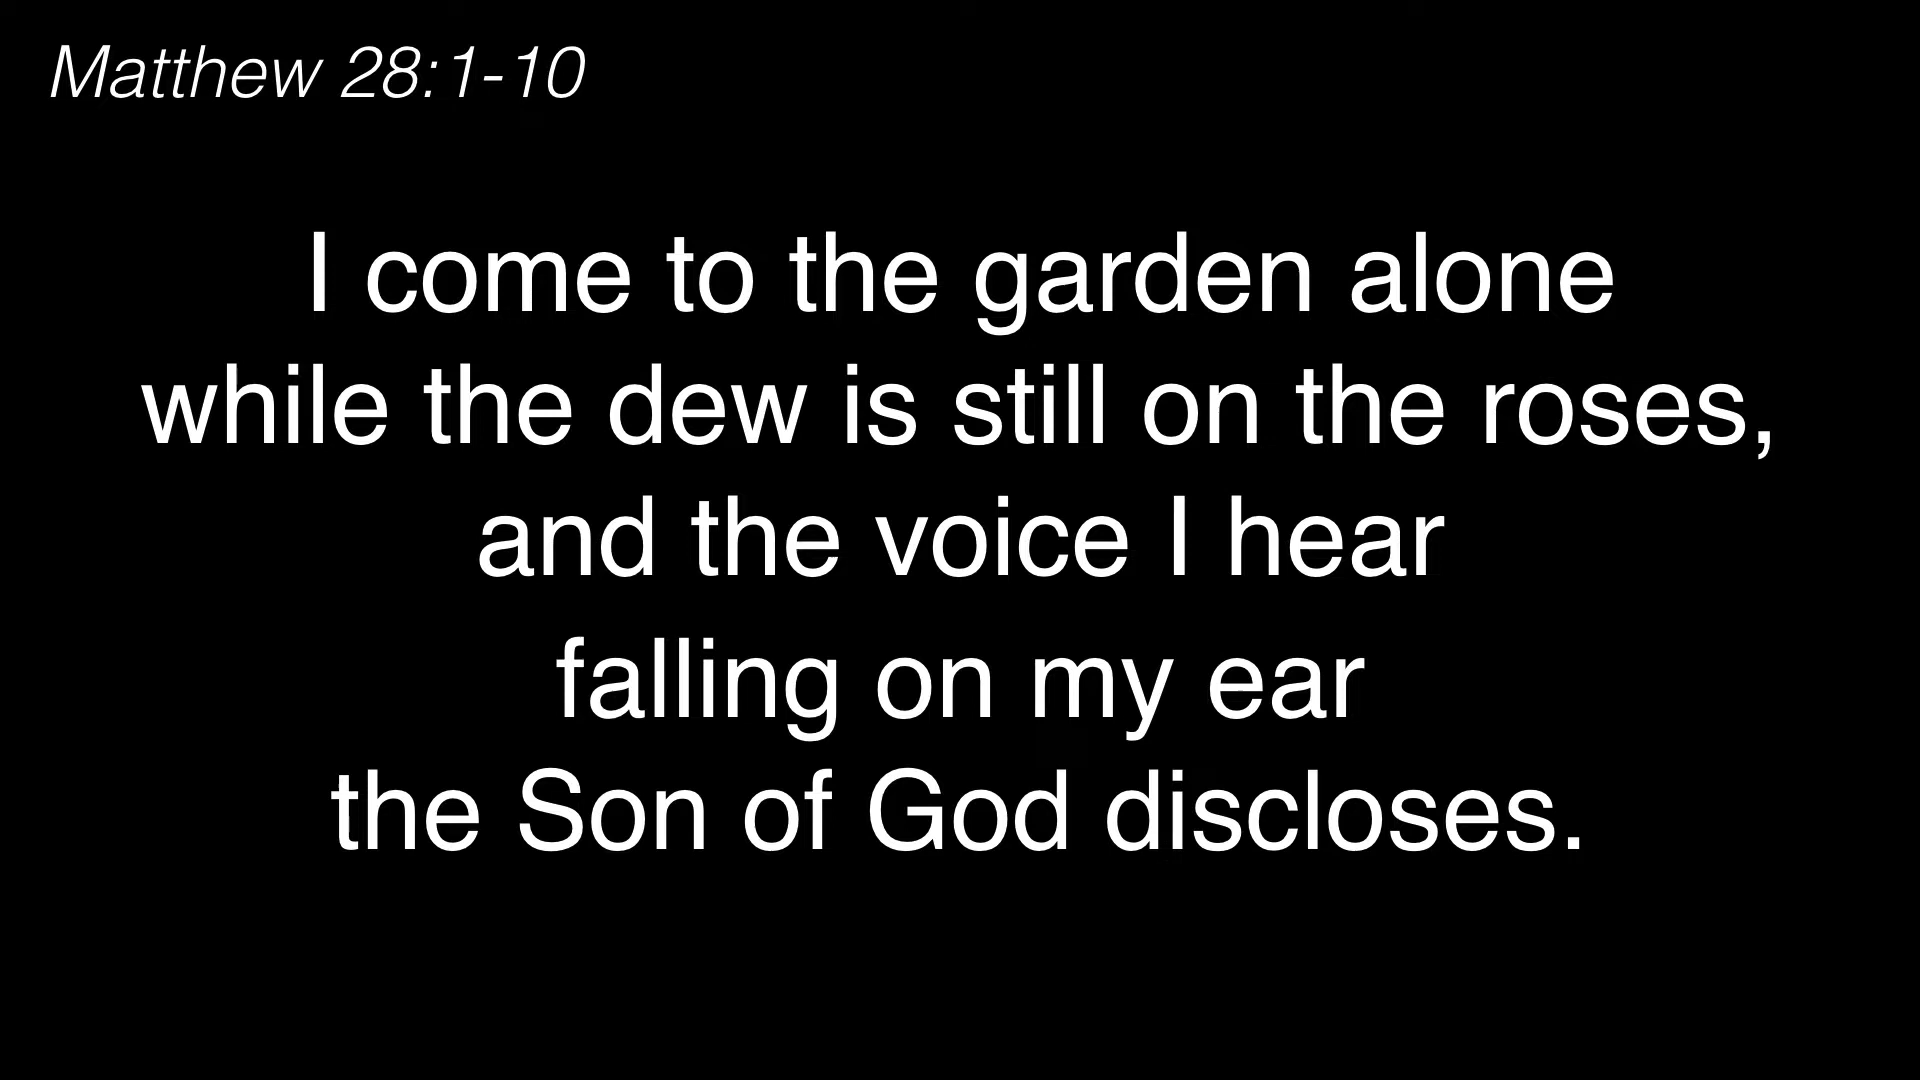 Matthew 28:1-10
I come to the garden alone
while the dew is still on the roses,
and the voice I hear
falling on my ear
the Son of God discloses.